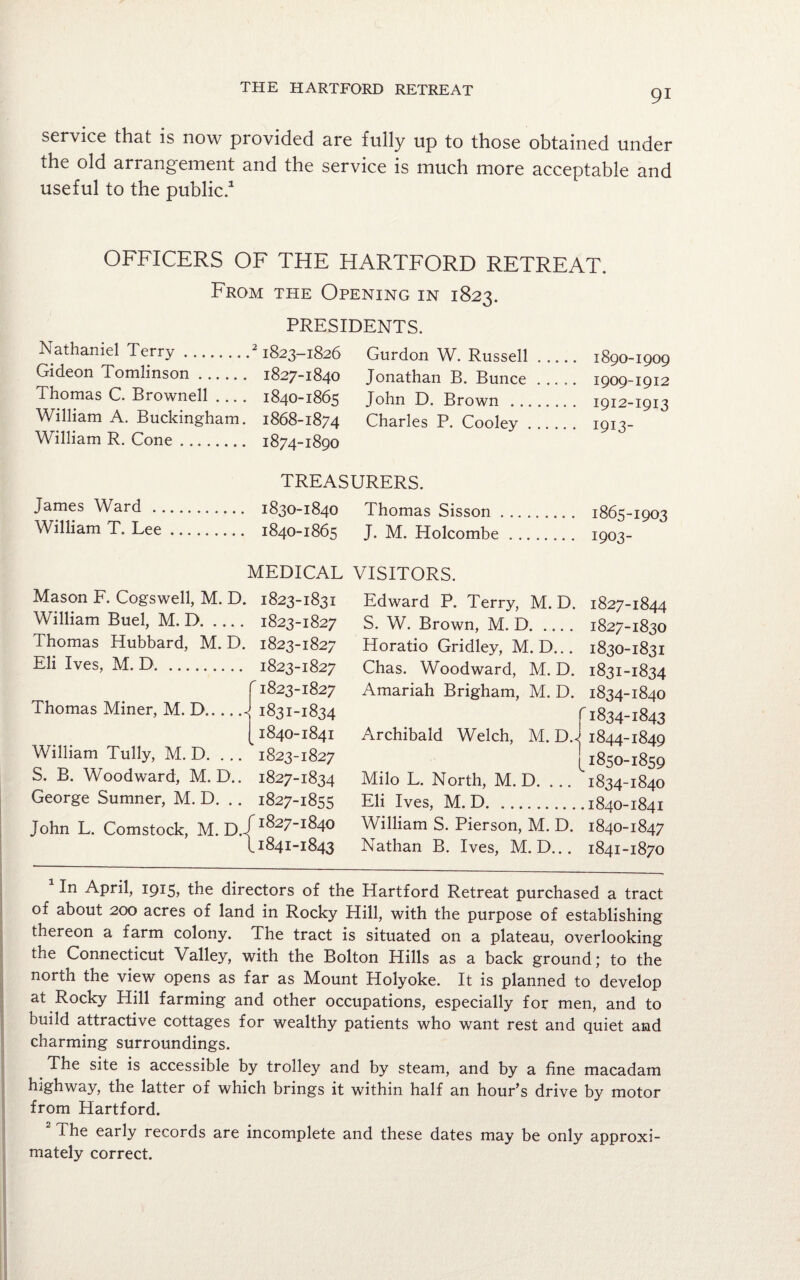 THE HARTFORD RETREAT
91
service that is now provided are fully up to those obtained under
the old arrangement and the service is much more acceptable and
useful to the public.¹
OFFICERS OF THE HARTFORD RETREAT.
From the Opening in 1823.
PRESIDENTS.
Nathaniel Terry .........² 1823-1826
Gideon Tomlinson ...... 1827-1840
Thomas C. Brownell .... 1840-1865
William A. Buckingham. 1868-1874
William R. Cone ......... 1874-1890
Gurdon W. Russell ..... 1890-1909
Jonathan B. Bunce ..... 1909-1912
John D. Brown ........ 1912-1913
Charles P. Cooley ...... 1913-
TREASURERS.
James Ward ........... 1830-1840
William T. Lee ......... 1840-1865
Thomas Sisson ......... 1865-1903
J. M. Holcombe ........ 1903-
MEDICAL VISITORS.
Mason F. Cogswell, M. D. 1823-1831
William Buel, M. D. .... 1823-1827
Thomas Hubbard, M. D. 1823-1827
Eli Ives, M. D. ......... 1823-1827
Thomas Miner, M. D..... { 1823-1827
1831-1834
1840-1841
William Tully, M. D. ... 1823-1827
S. B. Woodward, M. D.. 1827-1834
George Sumner, M. D. .. 1827-1855
John L. Comstock, M. D. { 1827-1840
1841-1843
Edward P. Terry, M. D. 1827-1844
S. W. Brown, M. D. .... 1827-1830
Horatio Gridley, M. D... 1830-1831
Chas. Woodward, M. D. 1831-1834
Amariah Brigham, M. D. 1834-1840
Archibald Welch, M. D. { 1834-1843
1844-1849
1850-1859
Milo L. North, M. D. ... 1834-1840
Eli Ives, M. D. ..........1840-1841
William S. Pierson, M. D. 1840-1847
Nathan B. Ives, M. D... 1841-1870
¹ In April, 1915, the directors of the Hartford Retreat purchased a tract
of about 200 acres of land in Rocky Hill, with the purpose of establishing
thereon a farm colony. The tract is situated on a plateau, overlooking
the Connecticut Valley, with the Bolton Hills as a back ground; to the
north the view opens as far as Mount Holyoke. It is planned to develop
at Rocky Hill farming and other occupations, especially for men, and to
build attractive cottages for wealthy patients who want rest and quiet and
charming surroundings.
The site is accessible by trolley and by steam, and by a fine macadam
highway, the latter of which brings it within half an hour's drive by motor
from Hartford.
² The early records are incomplete and these dates may be only approxi-
mately correct.